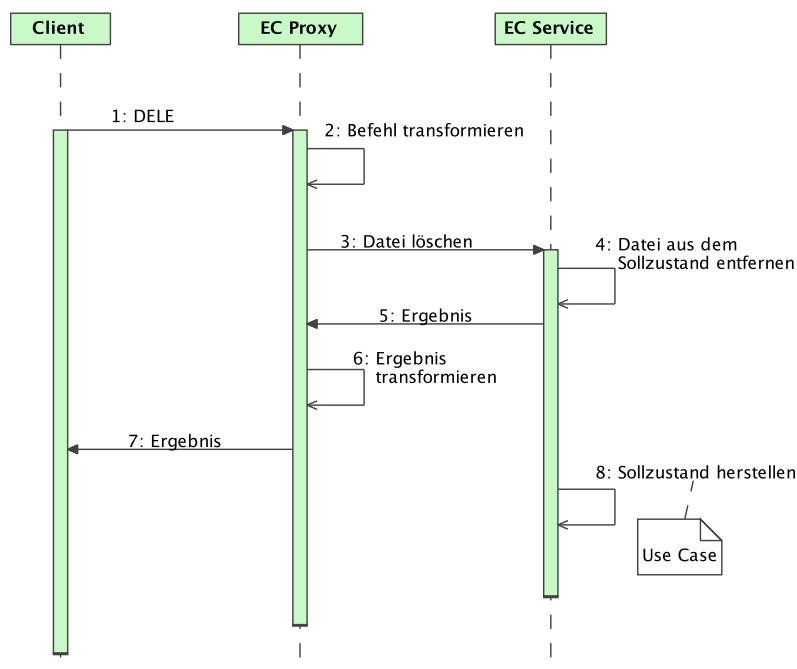 Client
EC Proxy
EC Service
1: DELE
2: Befehl transformieren
3: Datei löschen
4: Datei aus dem
Sollzustand entfernen
5: Ergebnis
6: Ergebnis
transformieren
7: Ergebnis
8: Sollzustand herstellen
Use Case